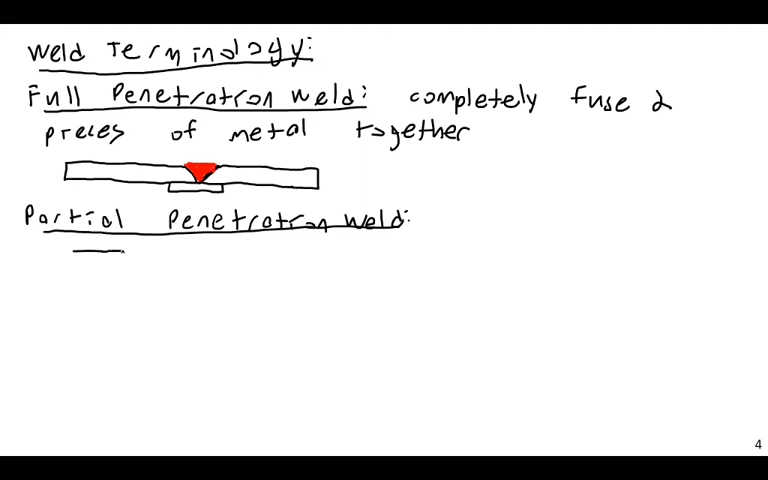 Weld Terminology:
Full Penetration Weld: completely fuse 2
pieces of metal together
Partial Penetration Weld:
4